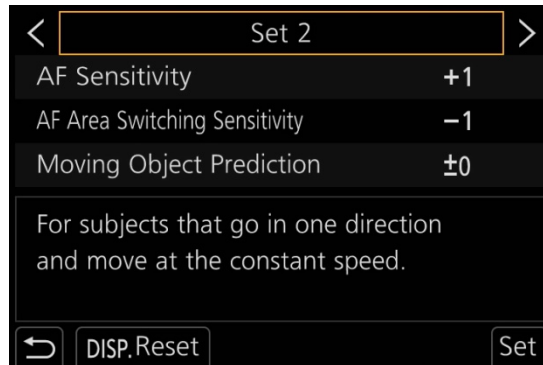 Set 2
AF Sensitivity +1
AF Area Switching Sensitivity −1
Moving Object Prediction ±0
For subjects that go in one direction
and move at the constant speed.
DISP. Reset Set